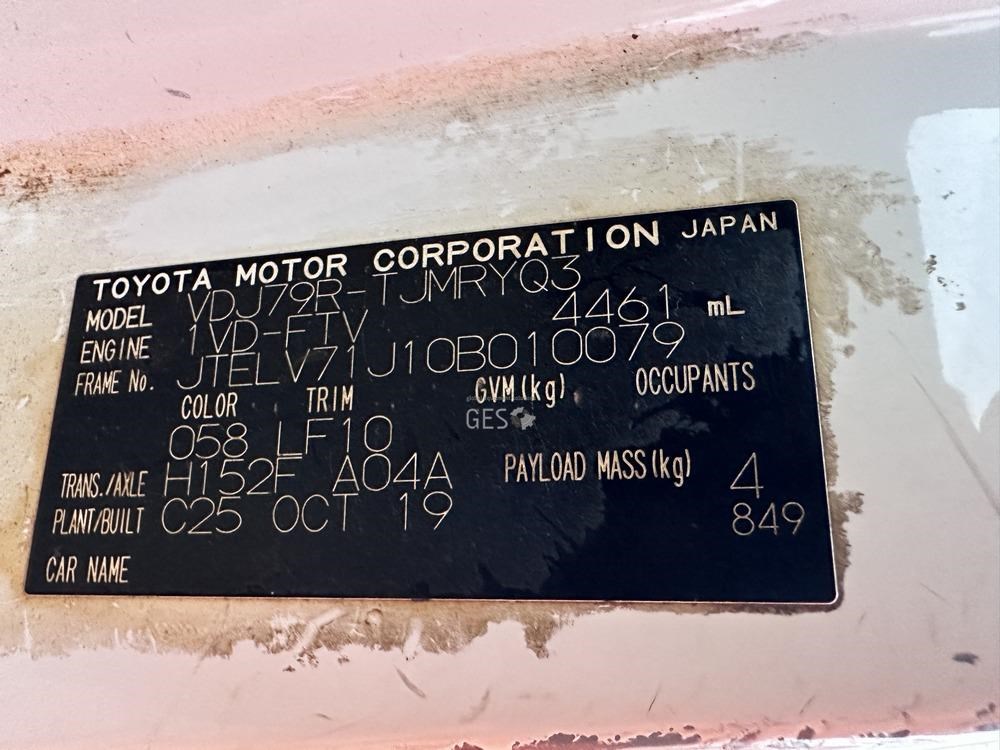 TOYOTA MOTOR CORPORATION JAPAN
MODEL VDJ79R-TJMRYQ3
ENGINE 1VD-FTV 4461 mL
FRAME No. JTELV71J10B010079
COLOR TRIM GVM(kg) OCCUPANTS
058 LF10
TRANS./AXLE H152F A04A PAYLOAD MASS(kg) 4
PLANT/BUILT C25 OCT 19 849
CAR NAME
GES